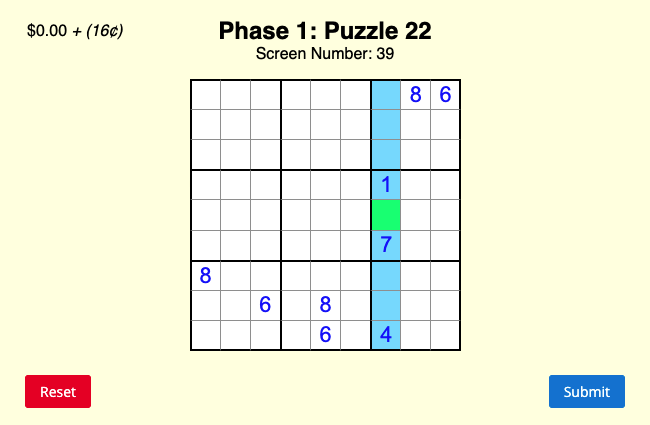 $0.00 + (16¢)
Phase 1: Puzzle 22
Screen Number: 39
8 6
1
7
8
6 8
6 4
Reset Submit